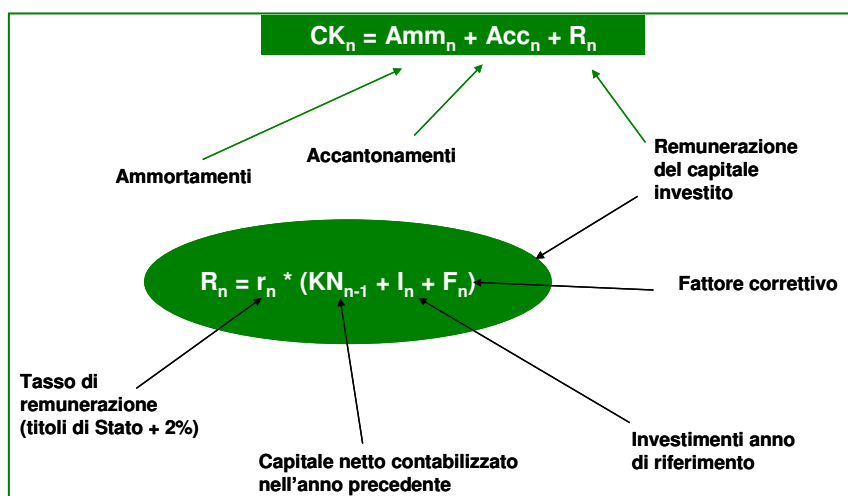 CKn = Ammn + Accn + Rn
Ammortamenti
Accantonamenti
Remunerazione
del capitale
investito
Rn = rn * (KNn-1 + In + Fn)
Fattore correttivo
Tasso di
remunerazione
(titoli di Stato + 2%)
Capitale netto contabilizzato
nell'anno precedente
Investimenti anno
di riferimento